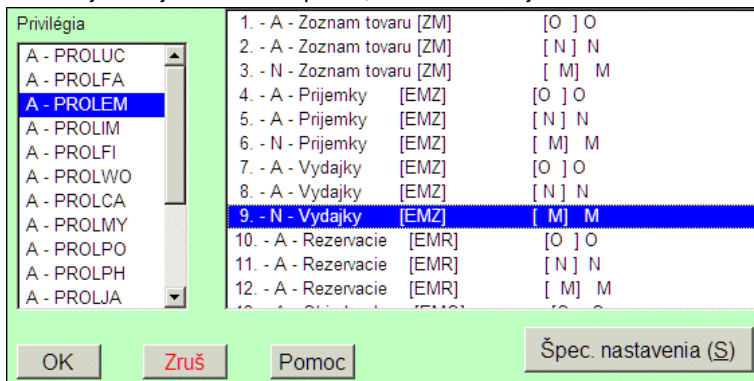 Privilégia
A - PROLUC
A - PROLFA
A - PROLEM
A - PROLIM
A - PROLFI
A - PROLWO
A - PROLCA
A - PROLMY
A - PROLPO
A - PROLPH
A - PROLJA
1. - A - Zoznam tovaru [ZM] [O ] O
2. - A - Zoznam tovaru [ZM] [ N ] N
3. - N - Zoznam tovaru [ZM] [ M] M
4. - A - Prijemky [EMZ] [O ] O
5. - A - Prijemky [EMZ] [ N ] N
6. - N - Prijemky [EMZ] [ M] M
7. - A - Vydajky [EMZ] [O ] O
8. - A - Vydajky [EMZ] [ N ] N
9. - N - Vydajky [EMZ] [ M] M
10. - A - Rezervacie [EMR] [O ] O
11. - A - Rezervacie [EMR] [ N ] N
12. - A - Rezervacie [EMR] [ M] M
OK
Zruš
Pomoc
Špec. nastavenia (S)